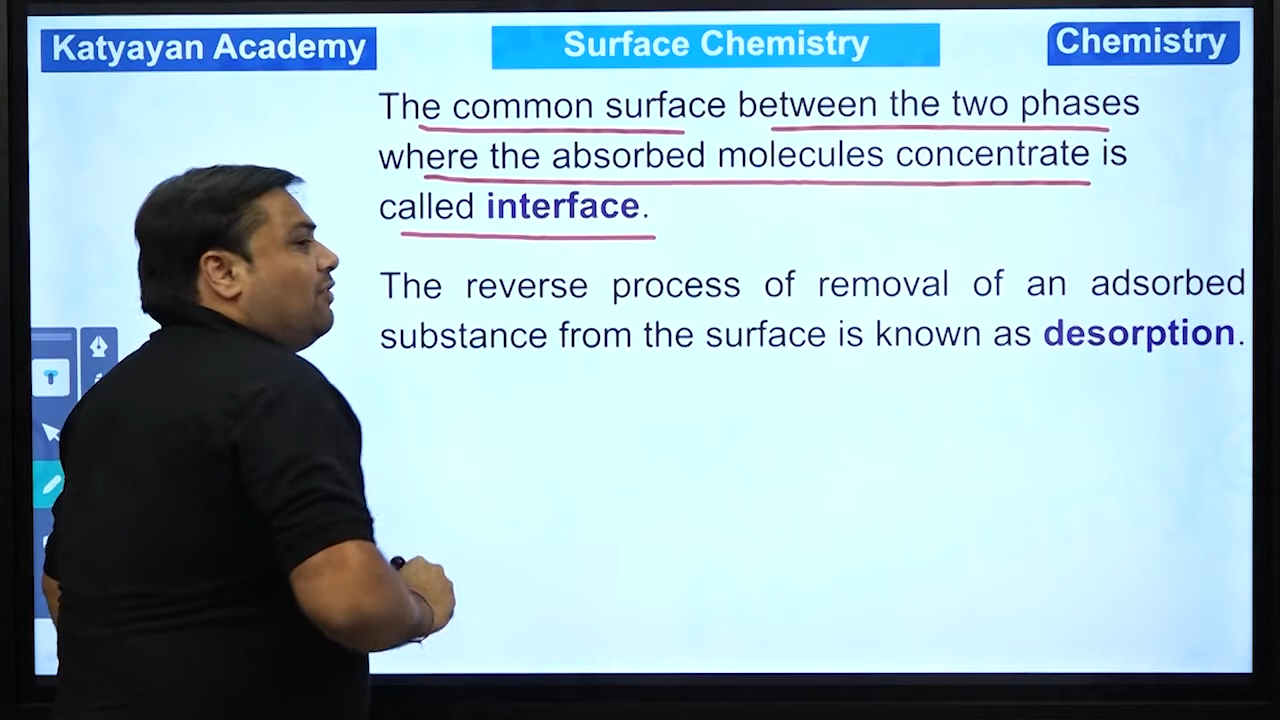 Katyayan Academy
Surface Chemistry
Chemistry
The common surface between the two phases
where the absorbed molecules concentrate is
called interface.
The reverse process of removal of an adsorbed
substance from the surface is known as desorption.